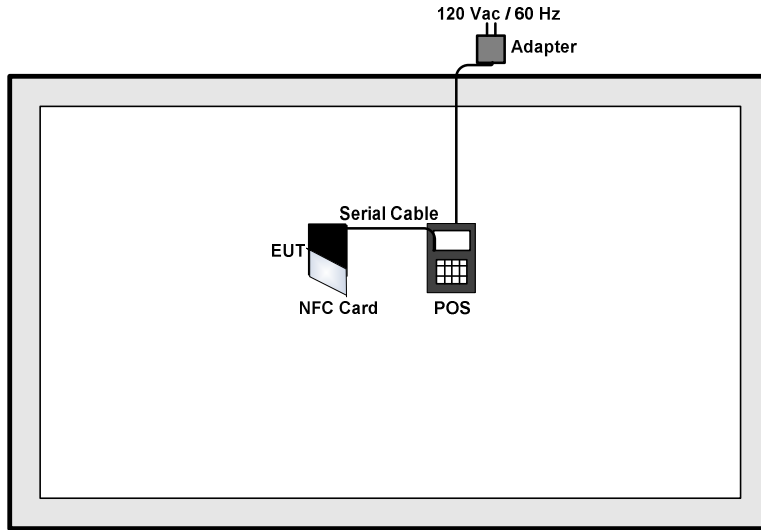 120 Vac / 60 Hz
Adapter
Serial Cable
EUT
NFC Card
POS